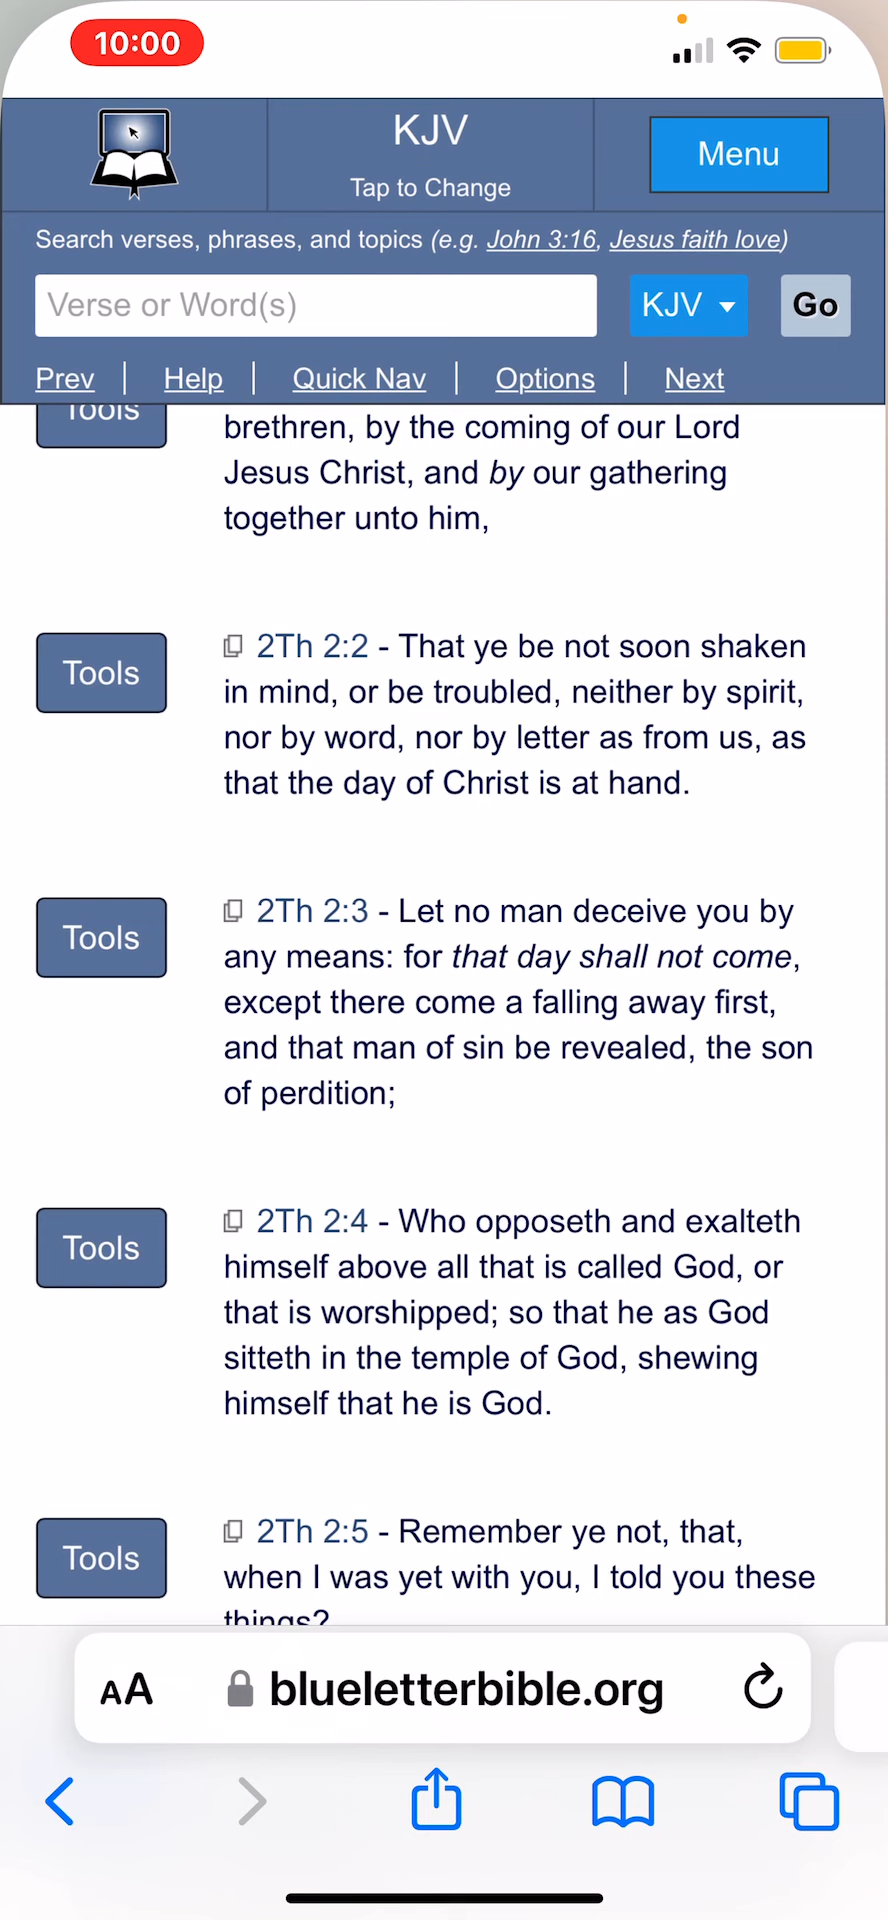 10:00
KJV
Tap to Change
Menu
Search verses, phrases, and topics (e.g. John 3:16, Jesus faith love)
Verse or Word(s)
KJV
Go
Prev | Help | Quick Nav | Options | Next
Tools
brethren, by the coming of our Lord
Jesus Christ, and by our gathering
together unto him,
Tools
2Th 2:2 - That ye be not soon shaken
in mind, or be troubled, neither by spirit,
nor by word, nor by letter as from us, as
that the day of Christ is at hand.
Tools
2Th 2:3 - Let no man deceive you by
any means: for that day shall not come,
except there come a falling away first,
and that man of sin be revealed, the son
of perdition;
Tools
2Th 2:4 - Who opposeth and exalteth
himself above all that is called God, or
that is worshipped; so that he as God
sitteth in the temple of God, shewing
himself that he is God.
Tools
2Th 2:5 - Remember ye not, that,
when I was yet with you, I told you these
things?
AA
blueletterbible.org